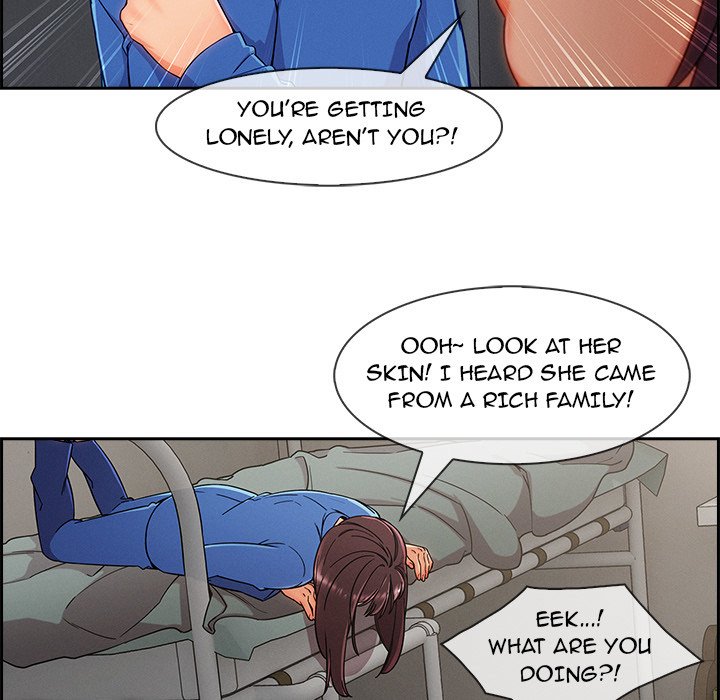 YOU'RE GETTING
LONELY, AREN'T YOU?!
OOH~ LOOK AT HER
SKIN! I HEARD SHE CAME
FROM A RICH FAMILY!
EEK...!
WHAT ARE YOU
DOING?!